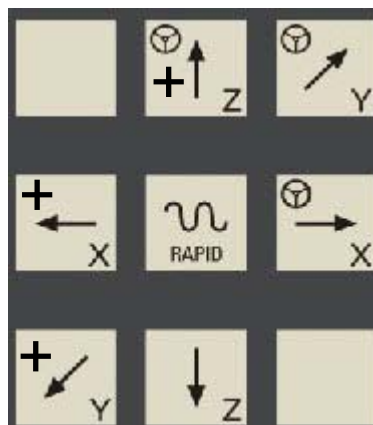 + Z
Y
+ X
RAPID
X
+ Y
Z